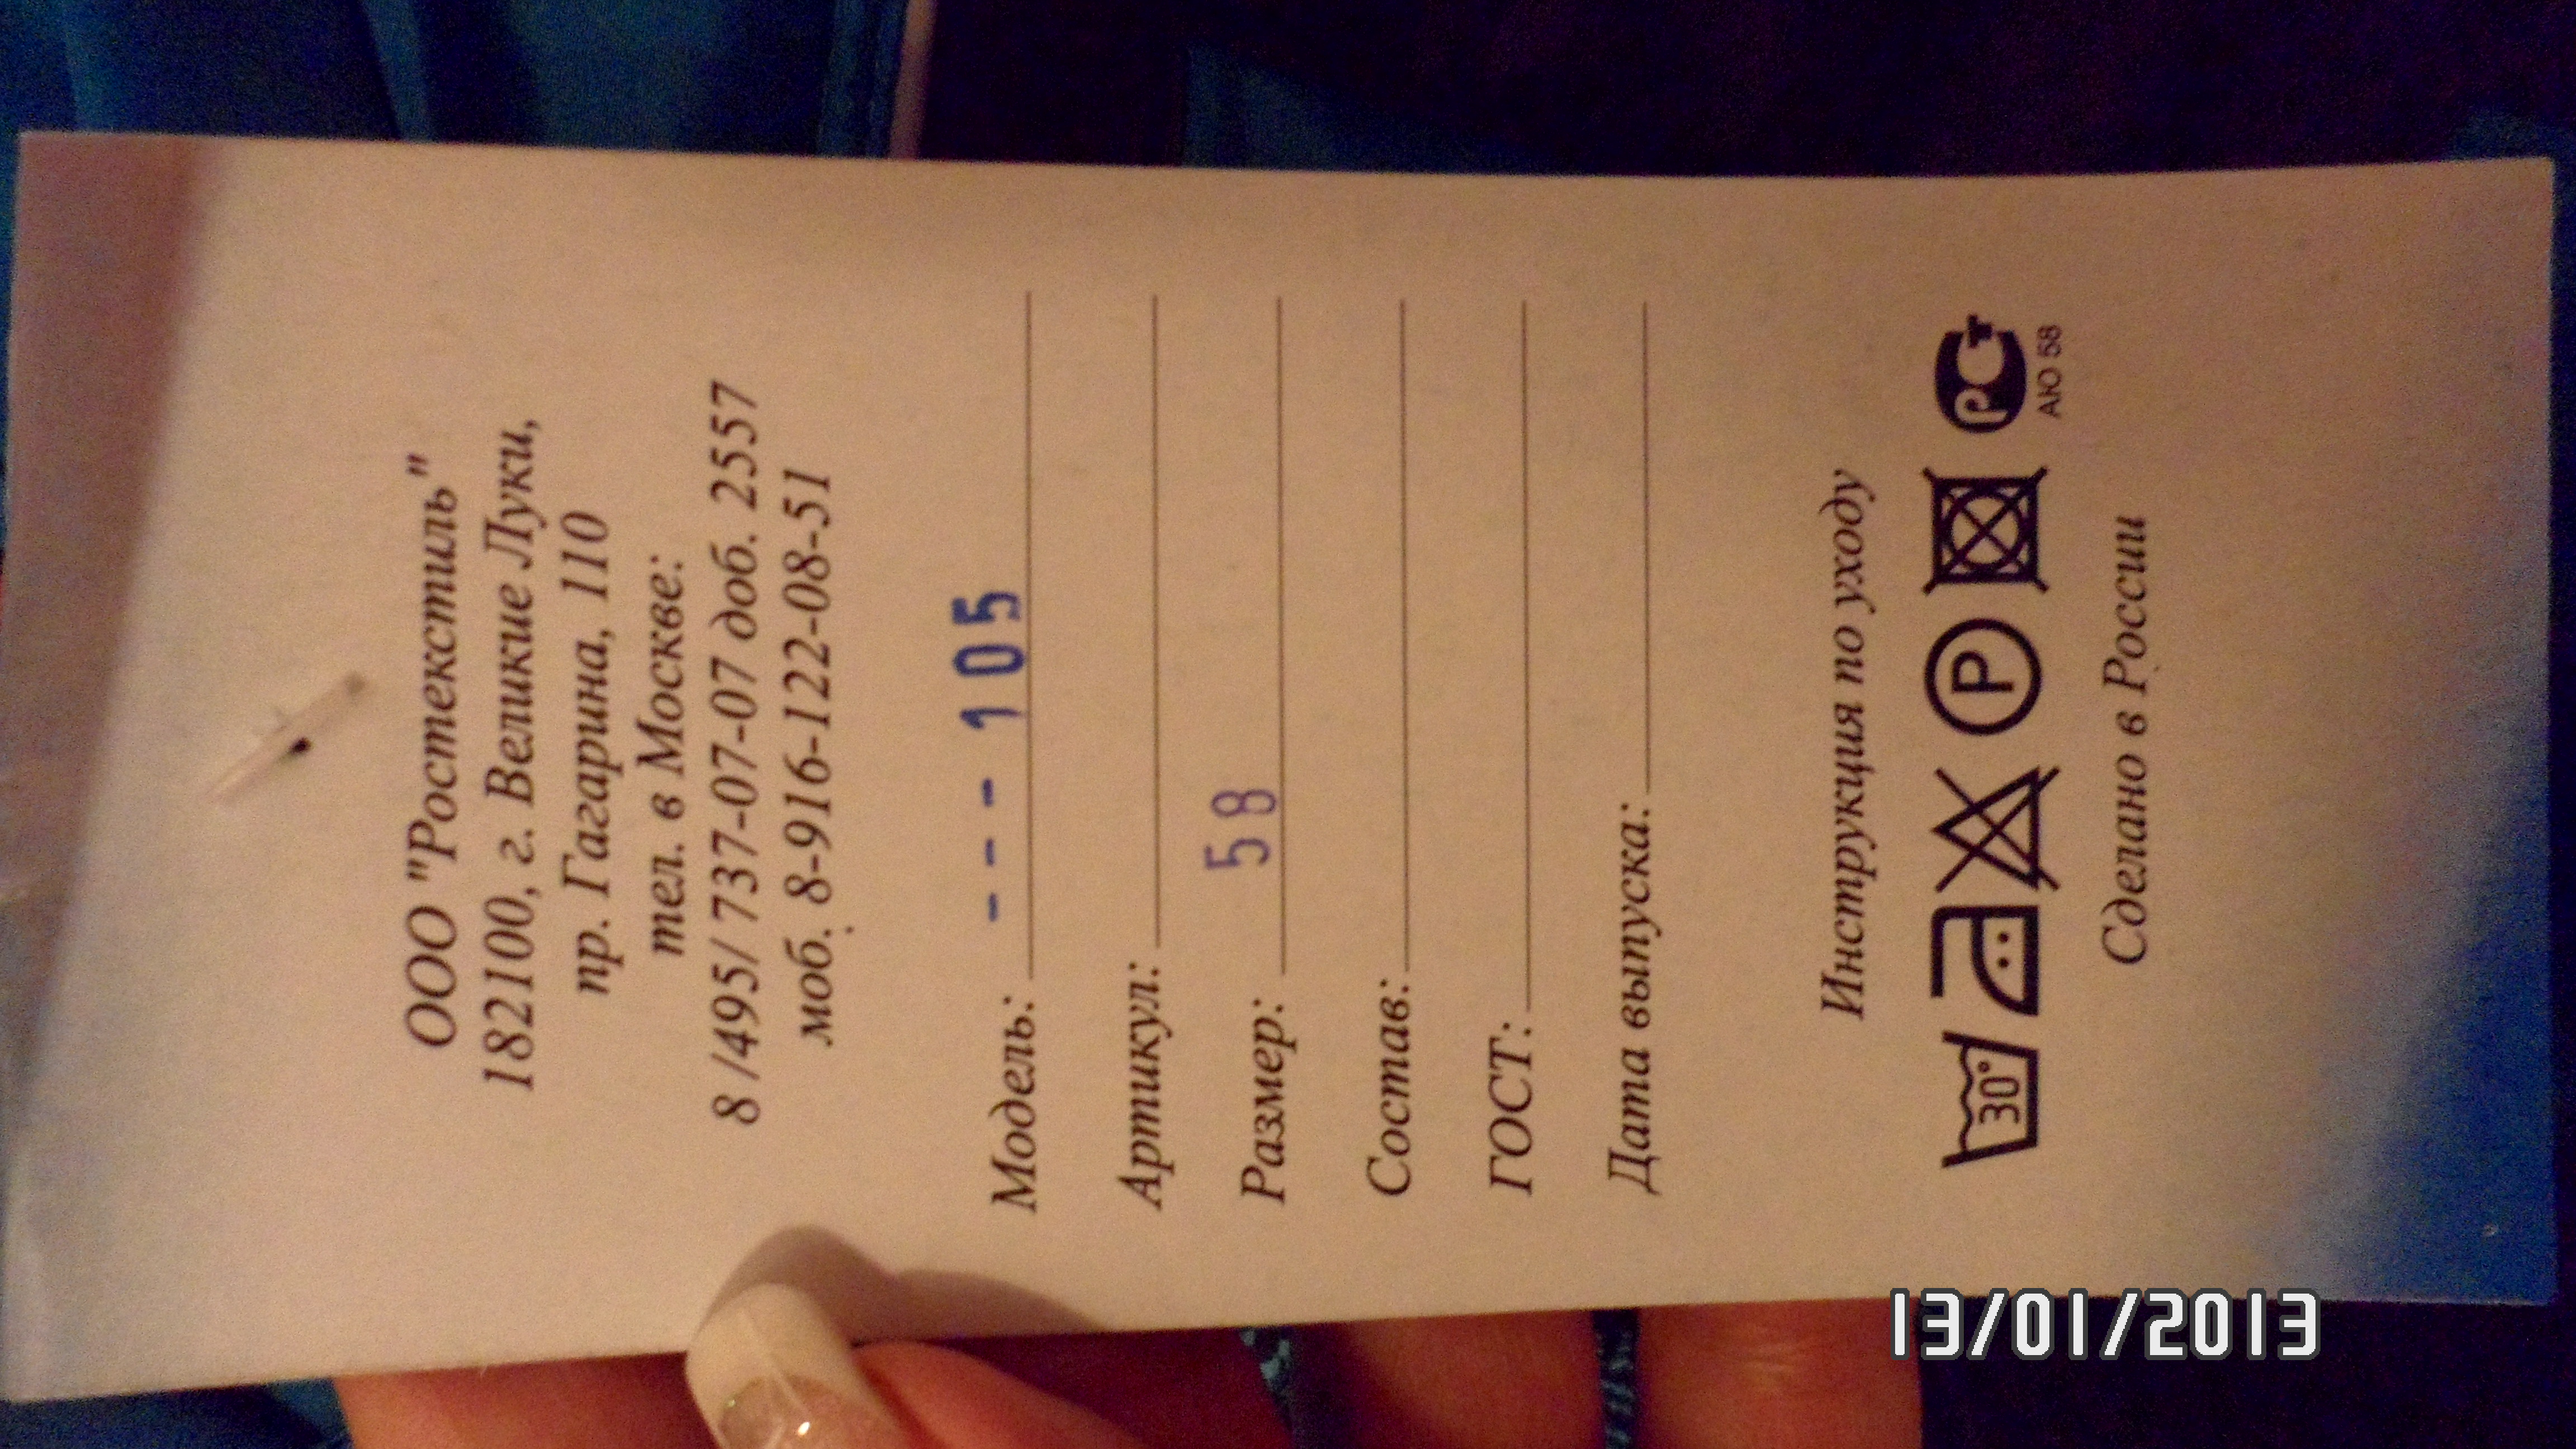 ООО "Ростекстиль"
182100, г. Великие Луки,
пр. Гагарина, 110
тел. в Москве:
8 /495/ 737-07-07 доб. 2557
моб. 8-916-122-08-51
Модель: --- 105
Артикул:
Размер: 58
Состав:
ГОСТ:
Дата выпуска:
Инструкция по уходу
30° P РСТ
АЮ 58
Сделано в России
13/01/2013